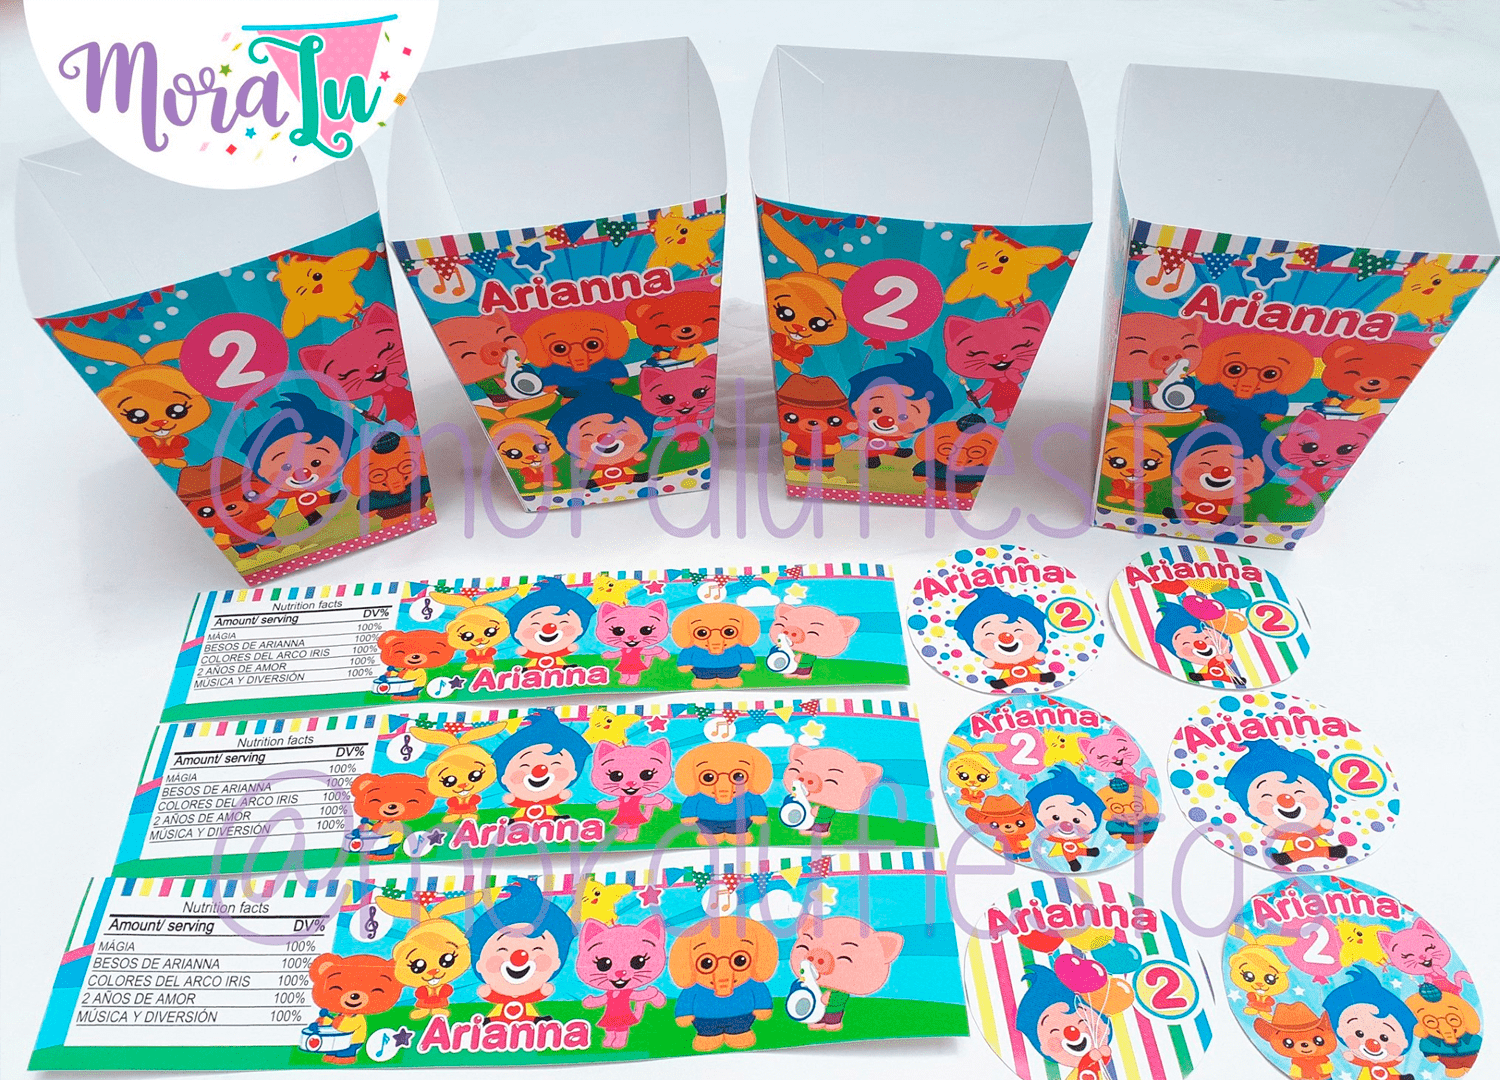 Mora Lu
2
Arianna
2
Arianna
@moralufiestas
Nutrition facts
Amount/ serving DV%
MÁGIA 100%
BESOS DE ARIANNA 100%
COLORES DEL ARCO IRIS 100%
2 AÑOS DE AMOR 100%
MÚSICA Y DIVERSIÓN 100%
Arianna
Nutrition facts
Amount/ serving DV%
MÁGIA 100%
BESOS DE ARIANNA 100%
COLORES DEL ARCO IRIS 100%
2 AÑOS DE AMOR 100%
MÚSICA Y DIVERSIÓN 100%
Arianna
@moralufiestas
Nutrition facts
Amount/ serving DV%
MÁGIA 100%
BESOS DE ARIANNA 100%
COLORES DEL ARCO IRIS 100%
2 AÑOS DE AMOR 100%
MÚSICA Y DIVERSIÓN 100%
Arianna
Arianna
2
Arianna
2
Arianna
2
Arianna
2
Arianna
2
Arianna
2